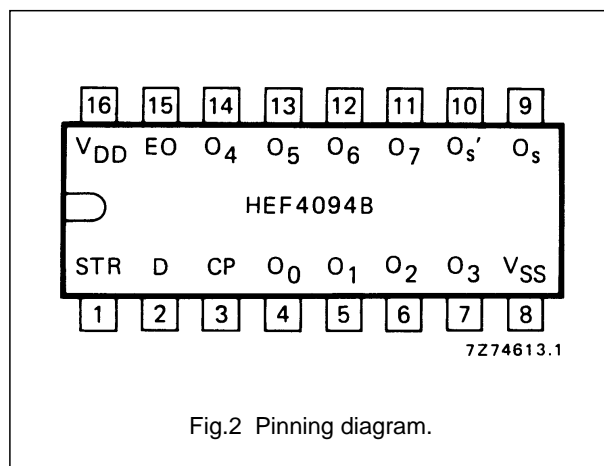 16 15 14 13 12 11 10 9
VDD EO O4 O5 O6 O7 Os' Os
HEF4094B
STR D CP O0 O1 O2 O3 VSS
1 2 3 4 5 6 7 8
7Z74613.1
Fig.2 Pinning diagram.